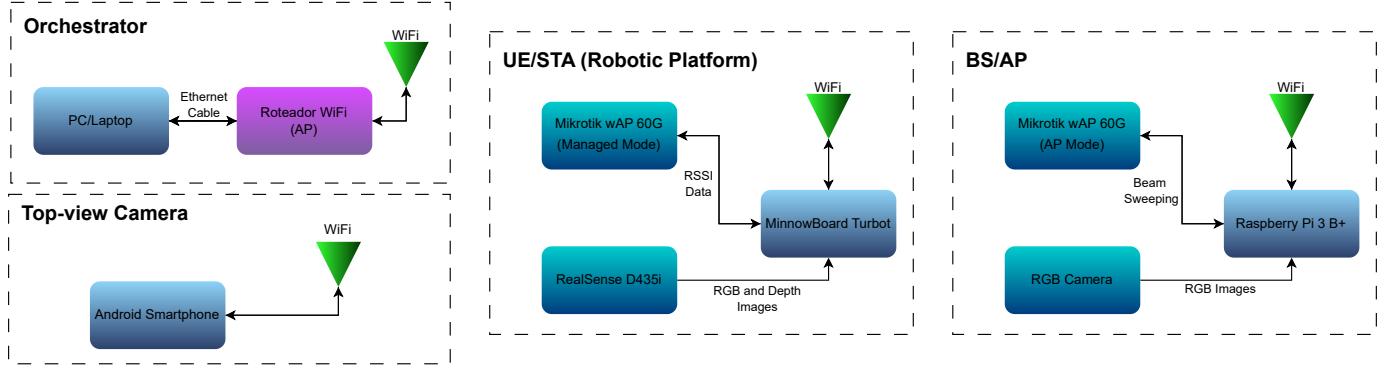 Orchestrator
WiFi
PC/Laptop
Ethernet
Cable
Roteador WiFi
(AP)
Top-view Camera
WiFi
Android Smartphone
UE/STA (Robotic Platform)
WiFi
Mikrotik wAP 60G
(Managed Mode)
RSSI
Data
MinnowBoard Turbot
RealSense D435i
RGB and Depth
Images
BS/AP
WiFi
Mikrotik wAP 60G
(AP Mode)
Beam
Sweeping
Raspberry Pi 3 B+
RGB Camera
RGB Images